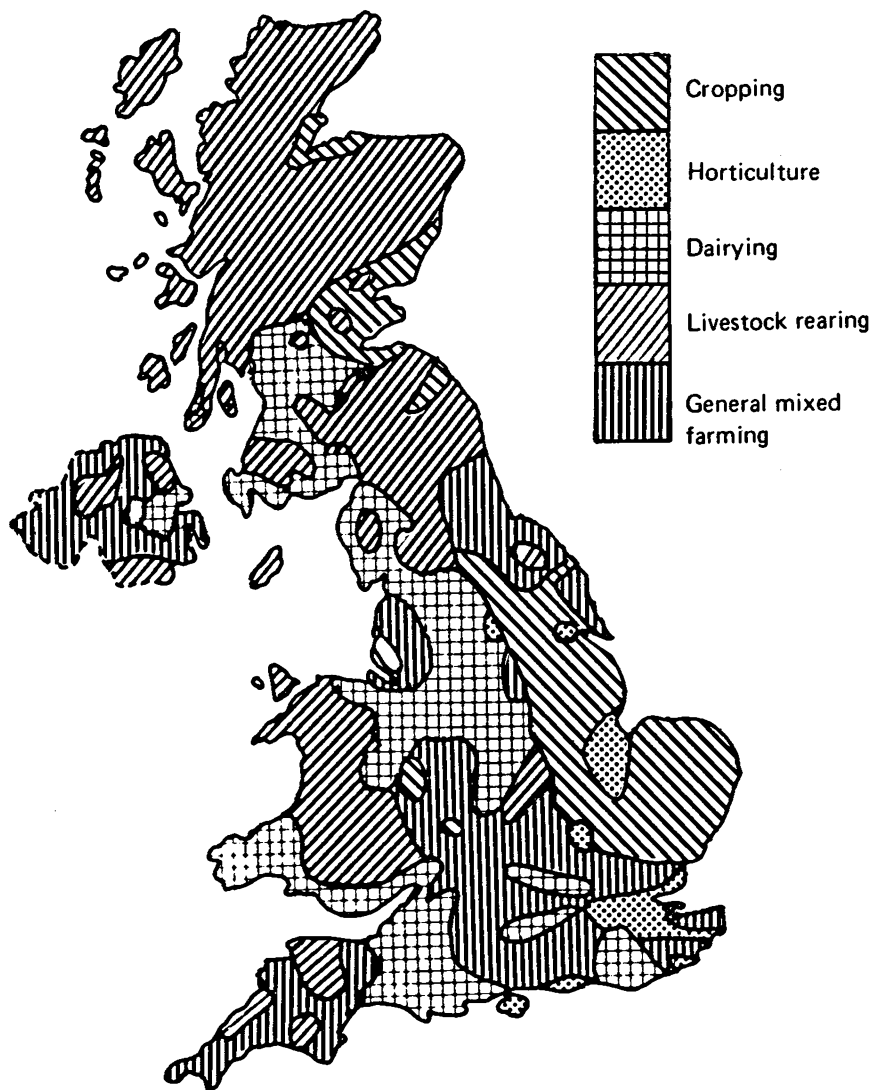 Cropping
Horticulture
Dairying
Livestock rearing
General mixed
farming